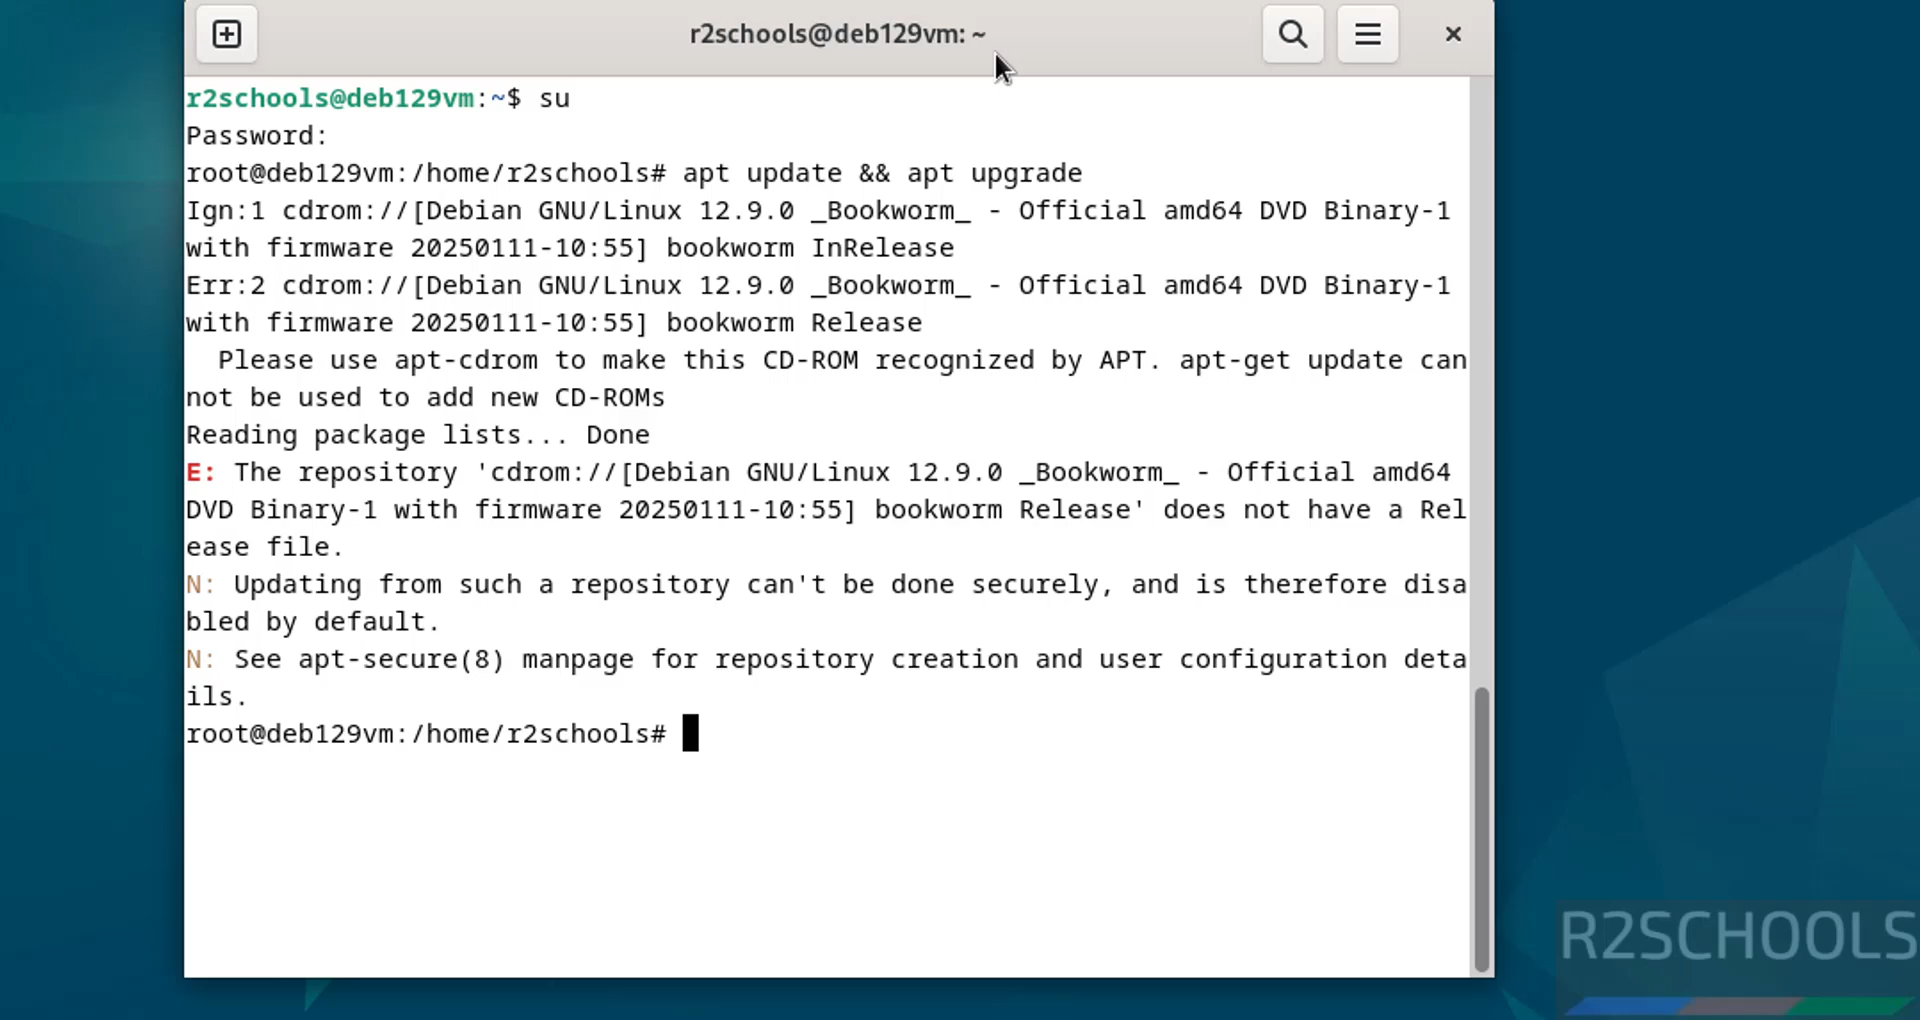 r2schools@deb129vm: ~
r2schools@deb129vm:~$ su
Password:
root@deb129vm:/home/r2schools# apt update && apt upgrade
Ign:1 cdrom://[Debian GNU/Linux 12.9.0 _Bookworm_ - Official amd64 DVD Binary-1
with firmware 20250111-10:55] bookworm InRelease
Err:2 cdrom://[Debian GNU/Linux 12.9.0 _Bookworm_ - Official amd64 DVD Binary-1
with firmware 20250111-10:55] bookworm Release
  Please use apt-cdrom to make this CD-ROM recognized by APT. apt-get update can
not be used to add new CD-ROMs
Reading package lists... Done
E: The repository 'cdrom://[Debian GNU/Linux 12.9.0 _Bookworm_ - Official amd64
DVD Binary-1 with firmware 20250111-10:55] bookworm Release' does not have a Rel
ease file.
N: Updating from such a repository can't be done securely, and is therefore disa
bled by default.
N: See apt-secure(8) manpage for repository creation and user configuration deta
ils.
root@deb129vm:/home/r2schools#
R2SCHOOLS